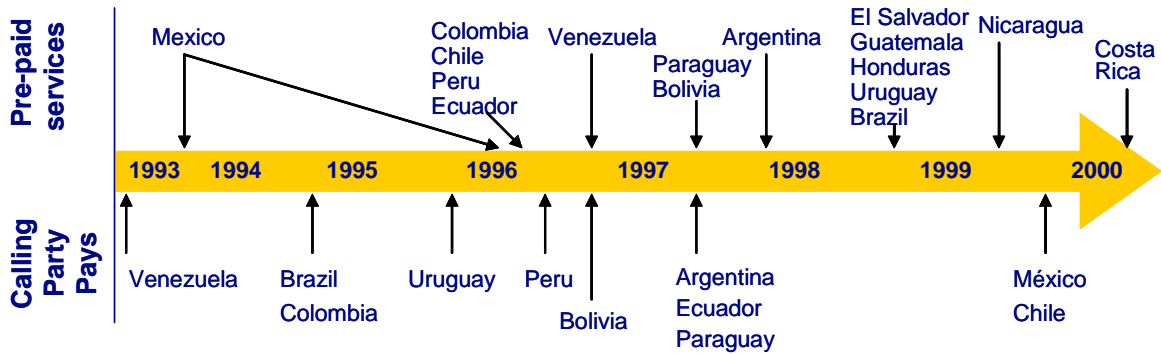 Pre-paid
services
Mexico
Colombia
Chile
Peru
Ecuador
Venezuela
Paraguay
Bolivia
Argentina
El Salvador
Guatemala
Honduras
Uruguay
Brazil
Nicaragua
Costa
Rica
1993 1994 1995 1996 1997 1998 1999 2000
Calling
Party
Pays
Venezuela
Brazil
Colombia
Uruguay
Peru
Bolivia
Argentina
Ecuador
Paraguay
México
Chile